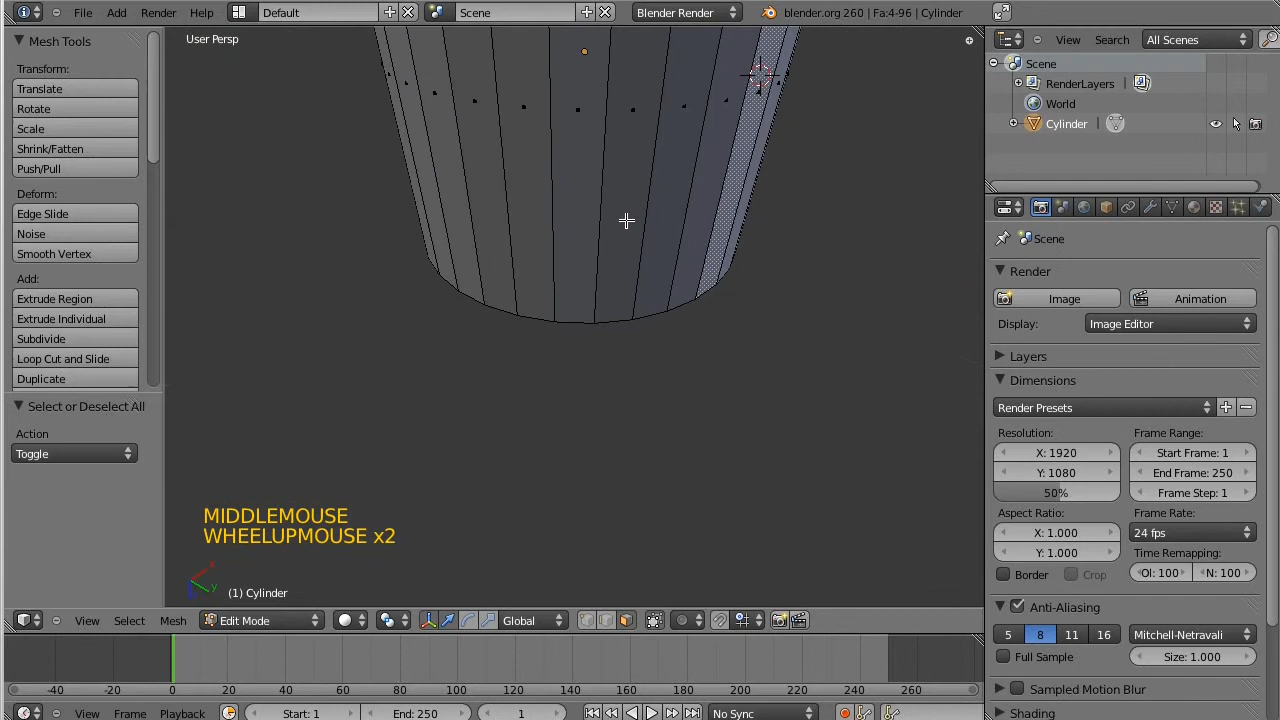 File Add Render Help Default Scene Blender Render blender.org 260 | Fa:4-96 | Cylinder
Mesh Tools
Transform:
Translate
Rotate
Scale
Shrink/Fatten
Push/Pull
Deform:
Edge Slide
Noise
Smooth Vertex
Add:
Extrude Region
Extrude Individual
Subdivide
Loop Cut and Slide
Duplicate
Select or Deselect All
Action
Toggle
User Persp
MIDDLEMOUSE
WHEELUPMOUSE x2
x
y
(1) Cylinder
View Select Mesh Edit Mode Global
-40 -20 0 20 40 60 80 100 120 140 160 180 200 220 240 260
View Frame Playback Start: 1 End: 250 1 No Sync
View Search All Scenes
Scene
RenderLayers
World
Cylinder
Scene
Render
Image Animation
Display: Image Editor
Layers
Dimensions
Render Presets
Resolution: Frame Range:
X: 1920 Start Frame: 1
Y: 1080 End Frame: 250
50% Frame Step: 1
Aspect Ratio: Frame Rate:
X: 1.000 24 fps
Y: 1.000 Time Remapping:
Border Crop Ol: 100 N: 100
Anti-Aliasing
5 8 11 16 Mitchell-Netravali
Full Sample Size: 1.000
Sampled Motion Blur
Shading